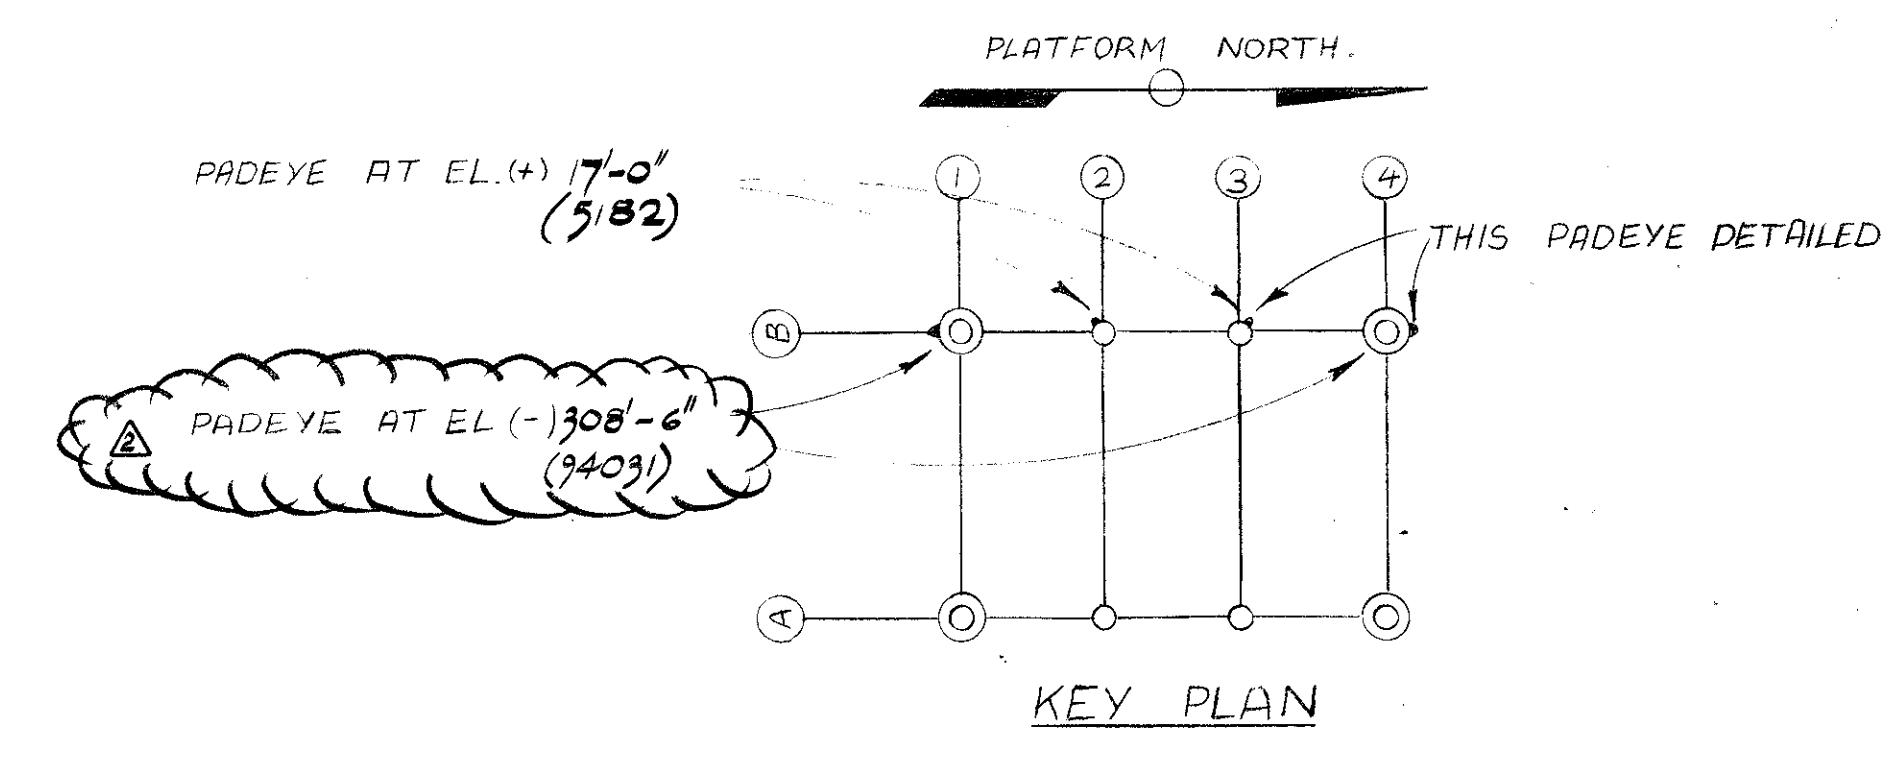 PLATFORM NORTH.
PADEYE AT EL.(+) 17'-0"
(5182)
1 2 3 4
THIS PADEYE DETAILED
B
2 PADEYE AT EL (-) 308'-6"
(94031)
A
KEY PLAN